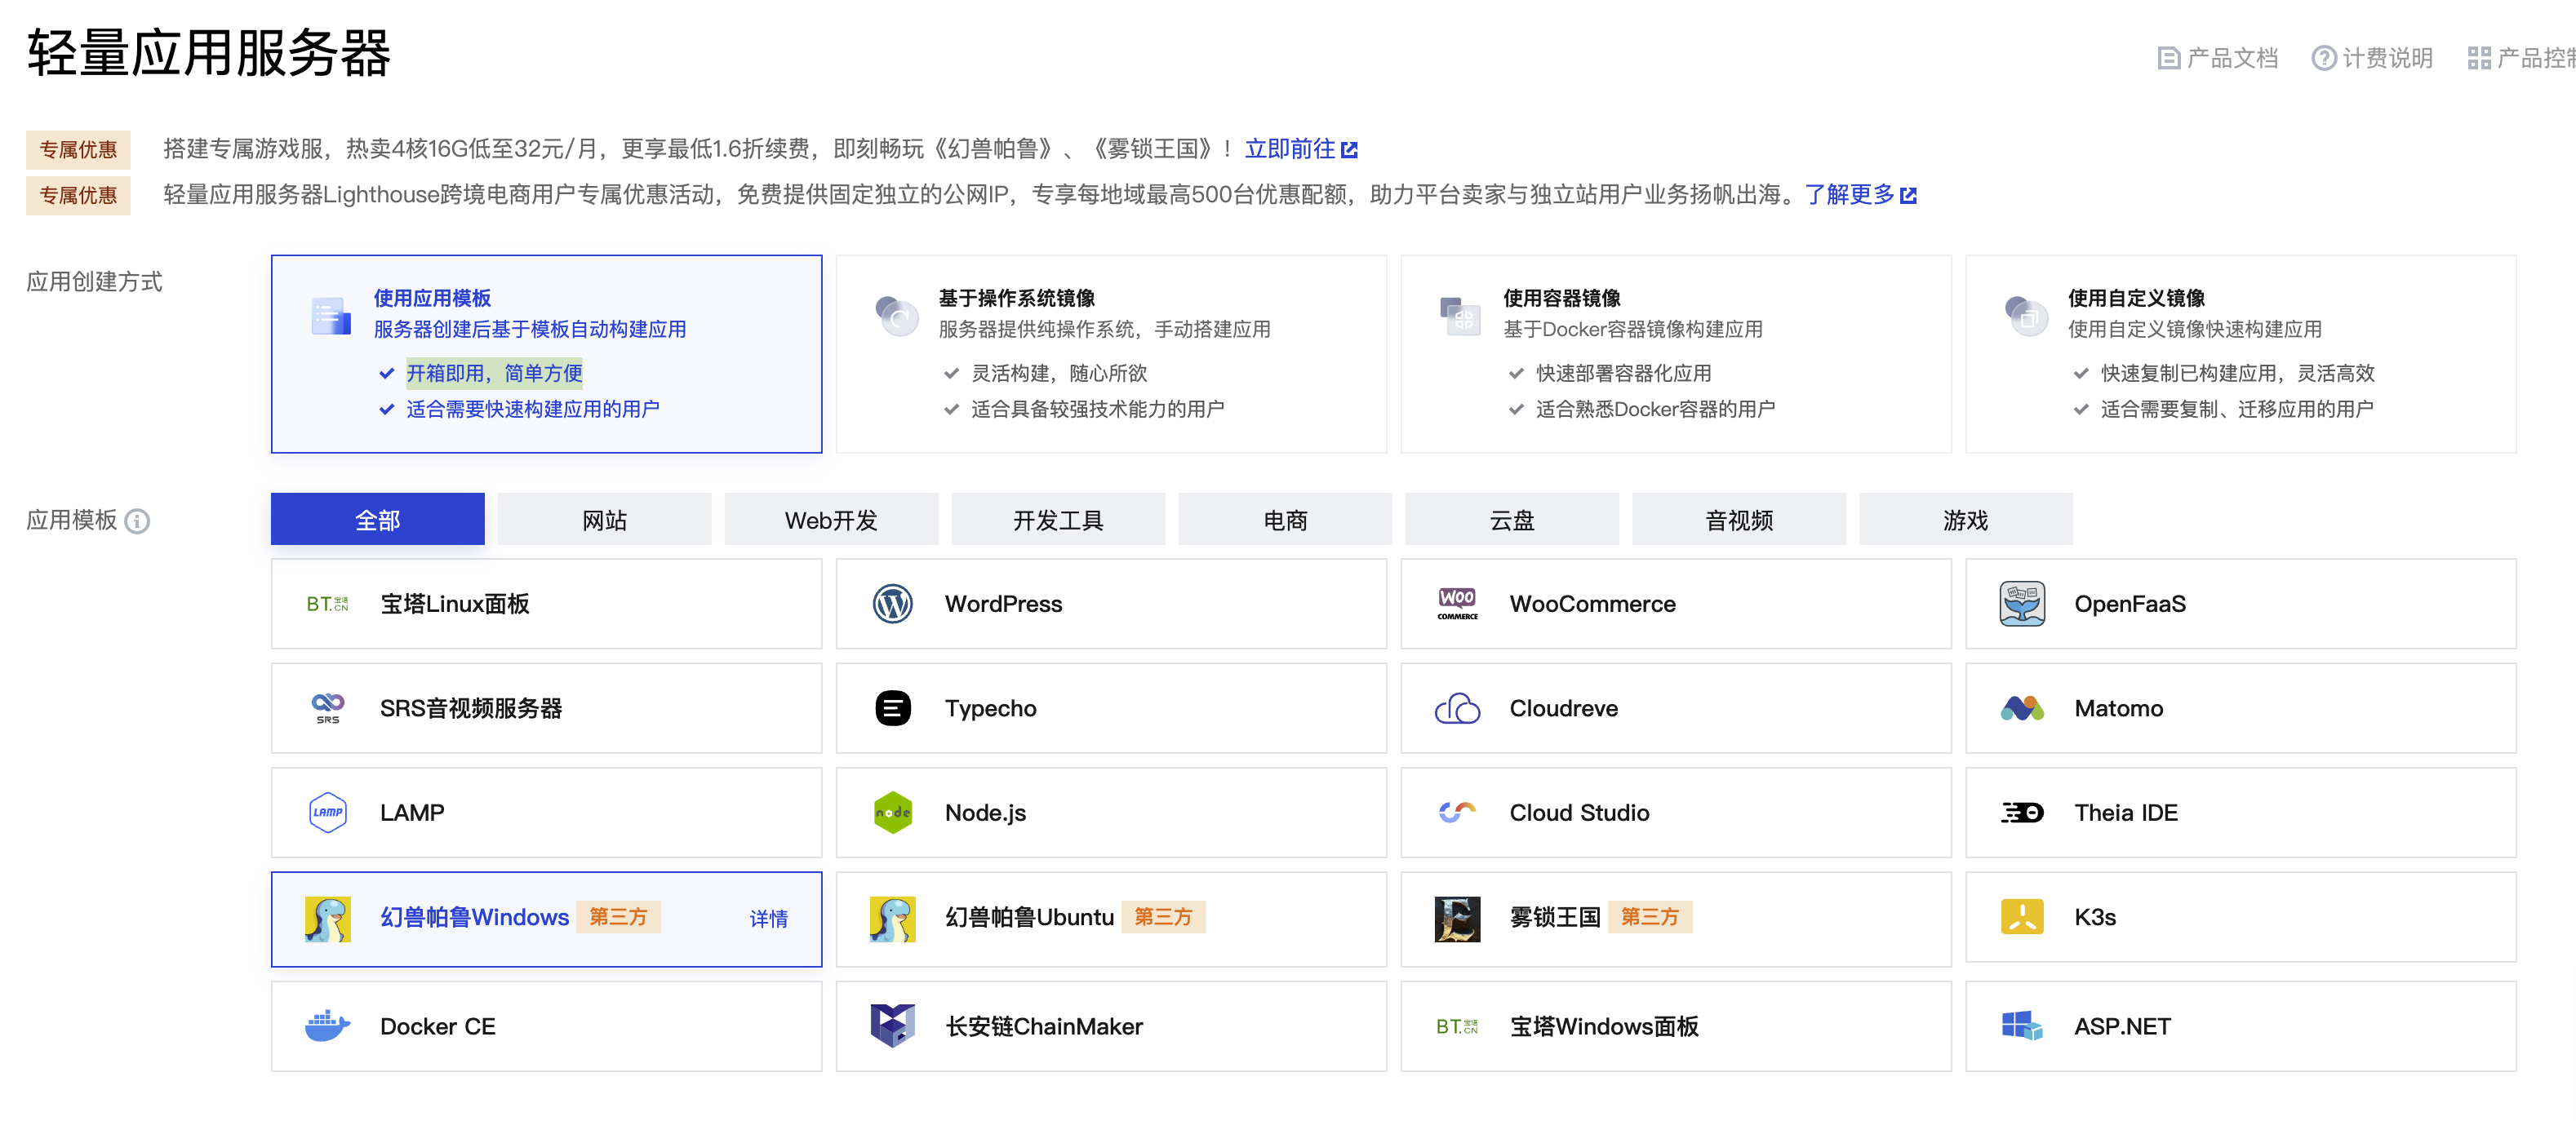 轻量应用服务器
产品文档 计费说明 产品控制
专属优惠 搭建专属游戏服，热卖4核16G低至32元/月，更享最低1.6折续费，即刻畅玩《幻兽帕鲁》、《雾锁王国》！立即前往
专属优惠 轻量应用服务器Lighthouse跨境电商用户专属优惠活动，免费提供固定独立的公网IP，专享每地域最高500台优惠配额，助力平台卖家与独立站用户业务扬帆出海。了解更多
应用创建方式
使用应用模板
服务器创建后基于模板自动构建应用
开箱即用，简单方便
适合需要快速构建应用的用户
基于操作系统镜像
服务器提供纯操作系统，手动搭建应用
灵活构建，随心所欲
适合具备较强技术能力的用户
使用容器镜像
基于Docker容器镜像构建应用
快速部署容器化应用
适合熟悉Docker容器的用户
使用自定义镜像
使用自定义镜像快速构建应用
快速复制已构建应用，灵活高效
适合需要复制、迁移应用的用户
应用模板
全部 网站 Web开发 开发工具 电商 云盘 音视频 游戏
BT.宝塔CN 宝塔Linux面板
WordPress
WOO COMMERCE WooCommerce
OpenFaaS
SRS SRS音视频服务器
Typecho
Cloudreve
Matomo
LAMP LAMP
node Node.js
Cloud Studio
Theia IDE
幻兽帕鲁Windows 第三方 详情
幻兽帕鲁Ubuntu 第三方
雾锁王国 第三方
K3s
Docker CE
长安链ChainMaker
BT.宝塔CN 宝塔Windows面板
ASP.NET